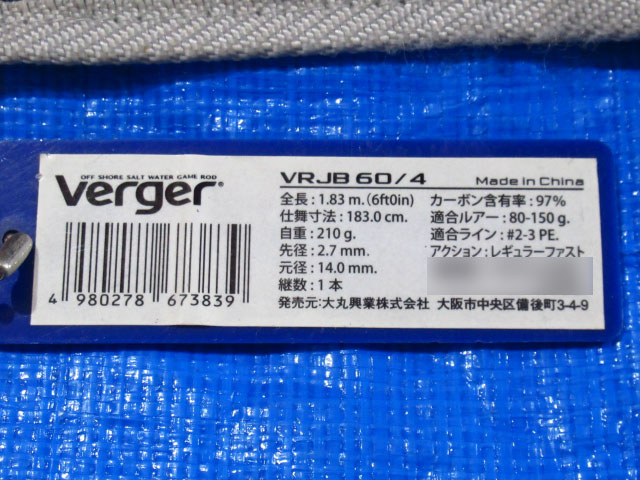 OFF SHORE SALT WATER GAME ROD
Verger®
4 980278 673839
VRJB 60/4 Made in China
全長：1.83 m. (6ft0in) カーボン含有率：97%
仕舞寸法：183.0 cm. 適合ルアー：80-150 g.
自重：210 g. 適合ライン：#2-3 PE.
先径：2.7 mm. アクション：レギュラーファスト
元径：14.0 mm.
継数：1 本
発売元：大丸興業株式会社 大阪市中央区備後町3-4-9